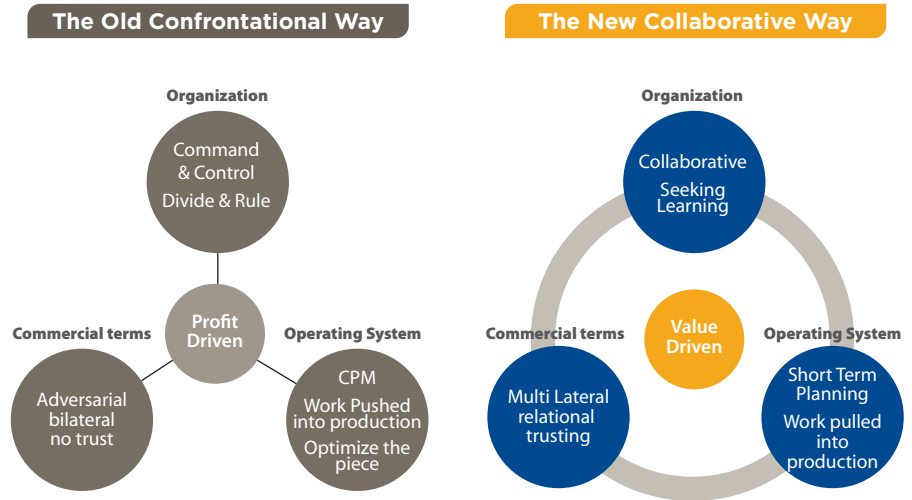 The Old Confrontational Way
Organization
Command
& Control
Divide & Rule
Profit
Driven
Commercial terms
Adversarial
bilateral
no trust
Operating System
CPM
Work Pushed
into production
Optimize the
piece
The New Collaborative Way
Organization
Collaborative
Seeking
Learning
Value
Driven
Commercial terms
Multi Lateral
relational
trusting
Operating System
Short Term
Planning
Work pulled
into
production